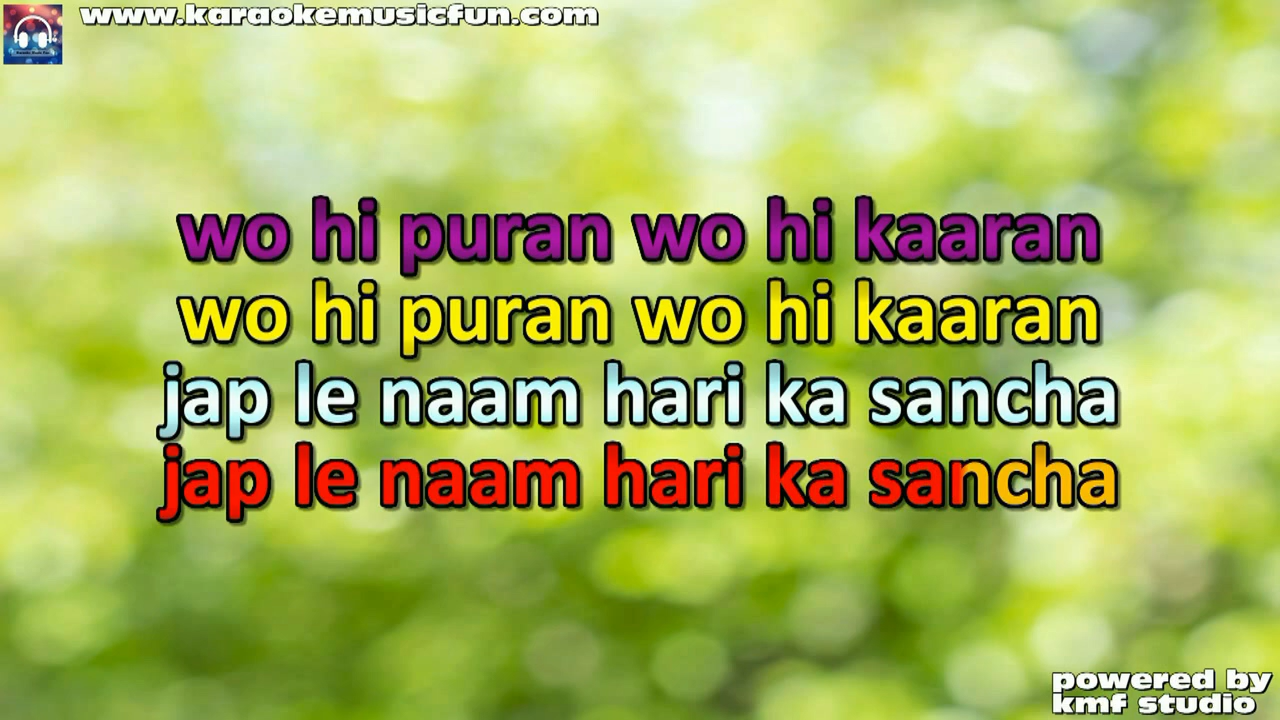 www.karaokemusicfun.com
wo hi puran wo hi kaaran
wo hi puran wo hi kaaran
jap le naam hari ka sancha
jap le naam hari ka sancha
powered by
kmf studio